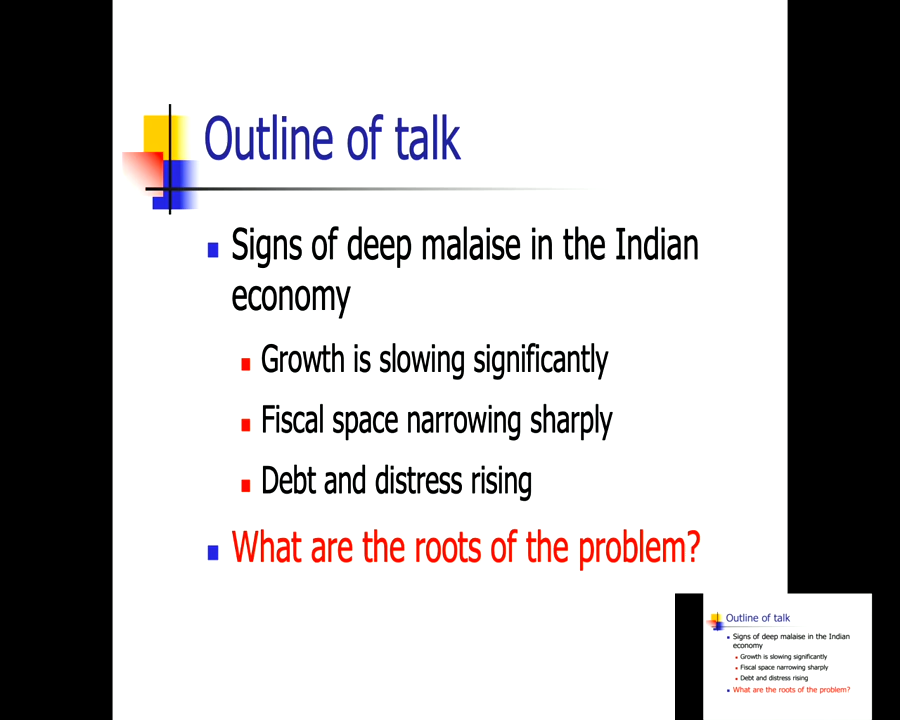 Outline of talk
Signs of deep malaise in the Indian
economy
Growth is slowing significantly
Fiscal space narrowing sharply
Debt and distress rising
What are the roots of the problem?
Outline of talk
Signs of deep malaise in the Indian
economy
Growth is slowing significantly
Fiscal space narrowing sharply
Debt and distress rising
What are the roots of the problem?